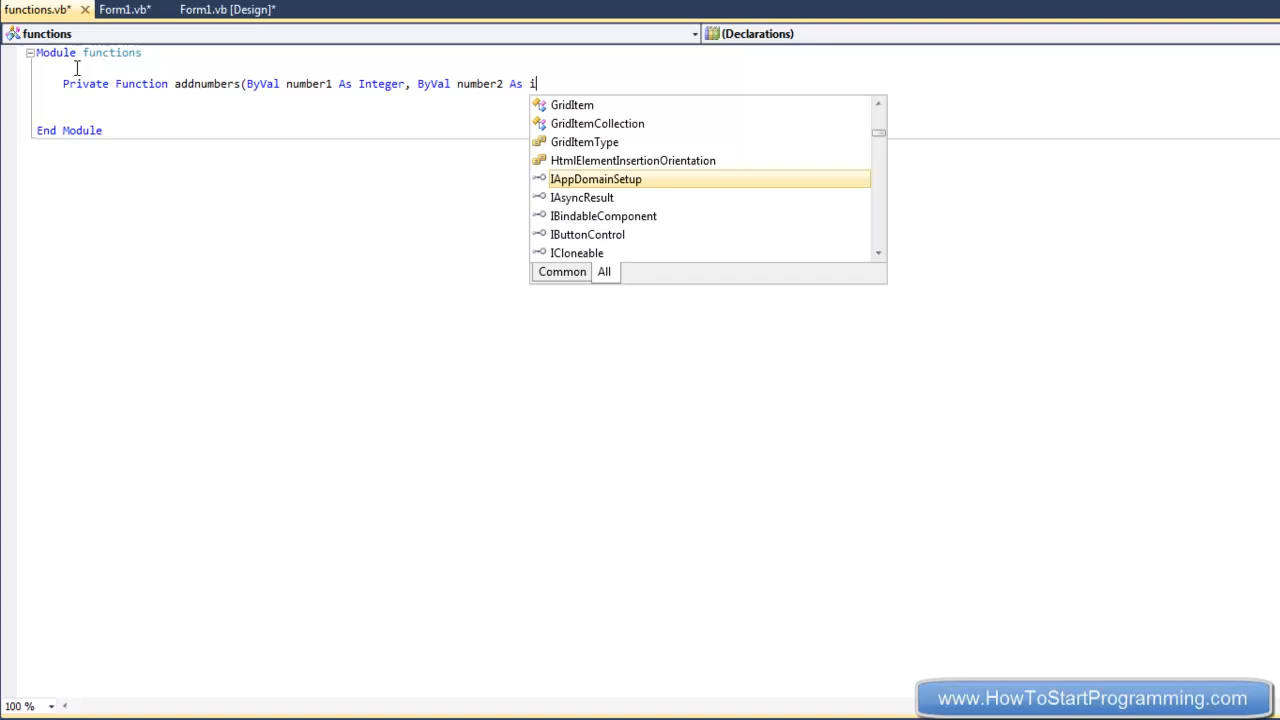 functions.vb* Form1.vb* Form1.vb [Design]*
functions (Declarations)
Module functions
Private Function addnumbers(ByVal number1 As Integer, ByVal number2 As i
GridItem
GridItemCollection
GridItemType
HtmlElementInsertionOrientation
IAppDomainSetup
IAsyncResult
IBindableComponent
IButtonControl
ICloneable
Common All
End Module
100 %
www.HowToStartProgramming.com